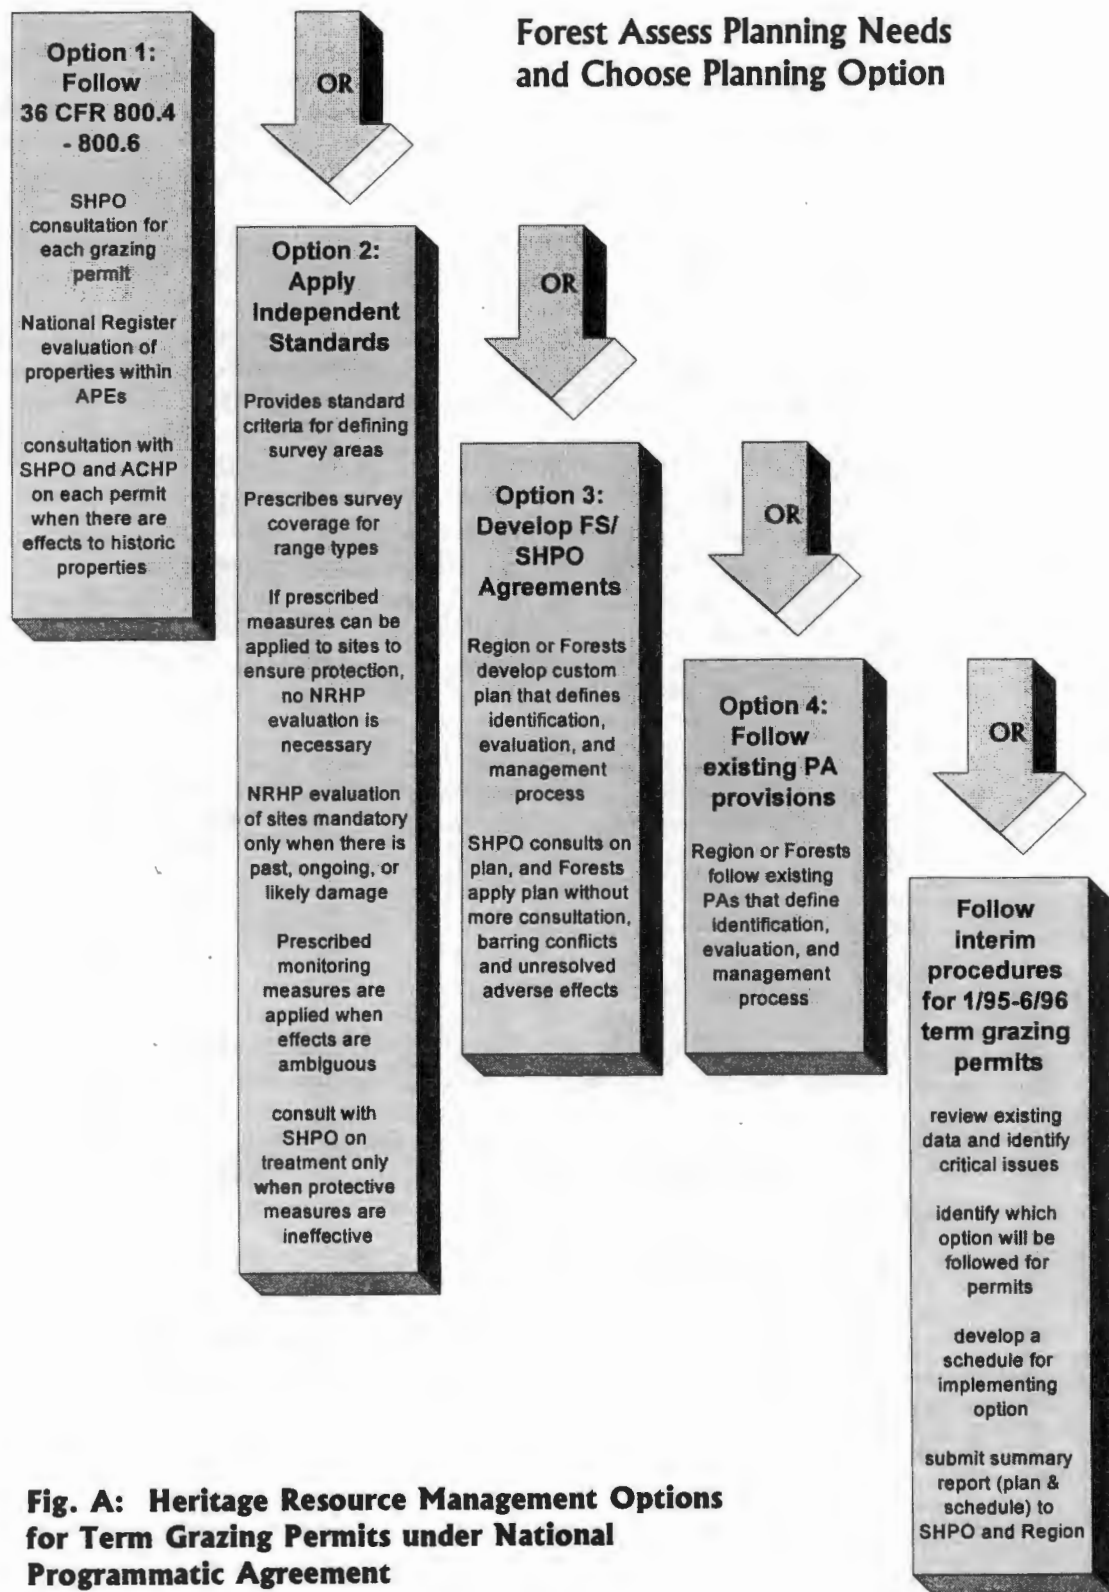 Forest Assess Planning Needs
and Choose Planning Option
Option 1:
Follow
36 CFR 800.4
- 800.6
SHPO
consultation for
each grazing
permit
National Register
evaluation of
properties within
APEs
consultation with
SHPO and ACHP
on each permit
when there are
effects to historic
properties
OR
Option 2:
Apply
Independent
Standards
Provides standard
criteria for defining
survey areas
Prescribes survey
coverage for
range types
If prescribed
measures can be
applied to sites to
ensure protection,
no NRHP
evaluation is
necessary
NRHP evaluation
of sites mandatory
only when there is
past, ongoing, or
likely damage
Prescribed
monitoring
measures are
applied when
effects are
ambiguous
consult with
SHPO on
treatment only
when protective
measures are
ineffective
OR
Option 3:
Develop FS/
SHPO
Agreements
Region or Forests
develop custom
plan that defines
identification,
evaluation, and
management
process
SHPO consults on
plan, and Forests
apply plan without
more consultation,
barring conflicts
and unresolved
adverse effects
OR
Option 4:
Follow
existing PA
provisions
Region or Forests
follow existing
PAs that define
identification,
evaluation, and
management
process
OR
Follow
interim
procedures
for 1/95-6/96
term grazing
permits
review existing
data and identify
critical issues
identify which
option will be
followed for
permits
develop a
schedule for
implementing
option
submit summary
report (plan &
schedule) to
SHPO and Region
Fig. A: Heritage Resource Management Options
for Term Grazing Permits under National
Programmatic Agreement